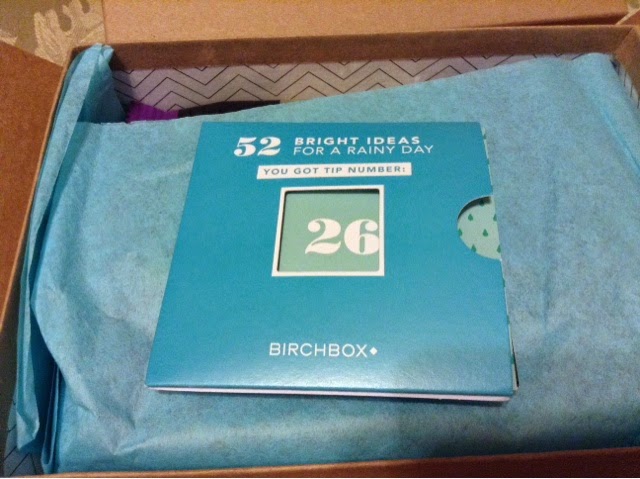 52 BRIGHT IDEAS
FOR A RAINY DAY
YOU GOT TIP NUMBER:
26
BIRCHBOX